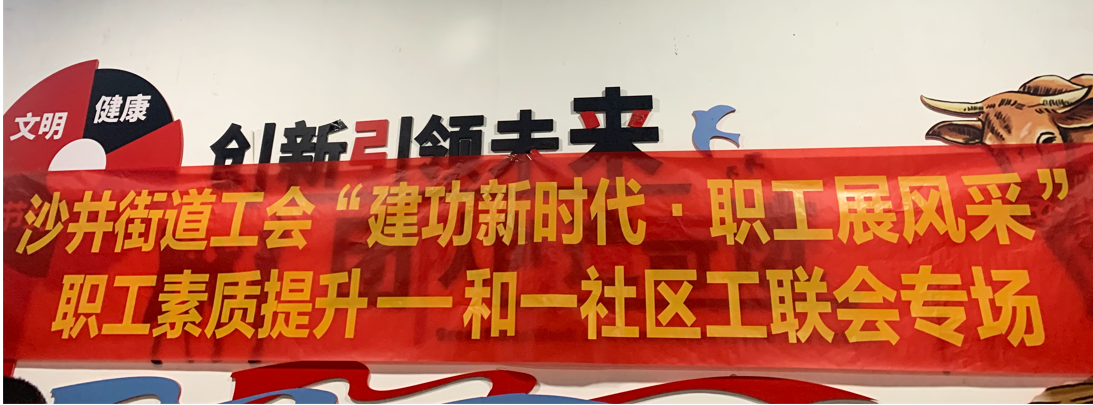 文明
健康
创新引领未来
沙井街道工会“建功新时代·职工展风采”
职工素质提升——和一社区工联会专场